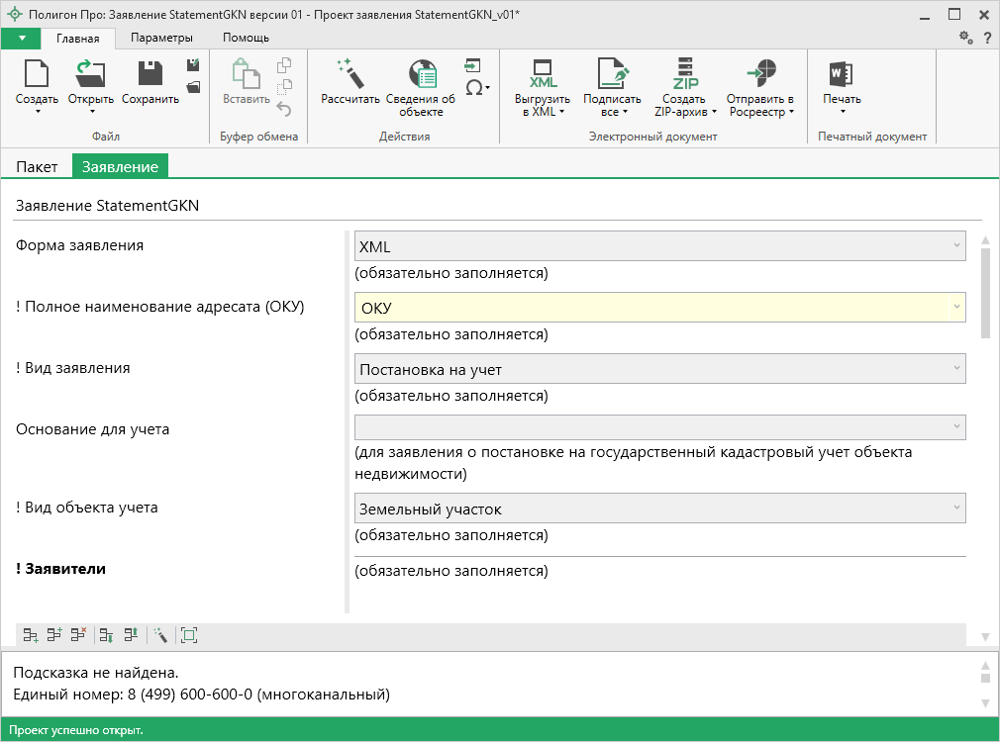 Полигон Про: Заявление StatementGKN версии 01 - Проект заявления StatementGKN_v01*
Главная
Параметры
Помощь
?
Создать
Открыть
Сохранить
Файл
Вставить
Буфер обмена
Рассчитать
Сведения об
объекте
Ω
Действия
XML
Выгрузить
в XML
Подписать
все
ZIP
Создать
ZIP-архив
Отправить в
Росреестр
Электронный документ
W
Печать
Печатный документ
Пакет
Заявление
Заявление StatementGKN
Форма заявления
XML
(обязательно заполняется)
! Полное наименование адресата (ОКУ)
ОКУ
(обязательно заполняется)
! Вид заявления
Постановка на учет
(обязательно заполняется)
Основание для учета
(для заявления о постановке на государственный кадастровый учет объекта
недвижимости)
! Вид объекта учета
Земельный участок
(обязательно заполняется)
! Заявители
(обязательно заполняется)
Подсказка не найдена.
Единый номер: 8 (499) 600-600-0 (многоканальный)
Проект успешно открыт.